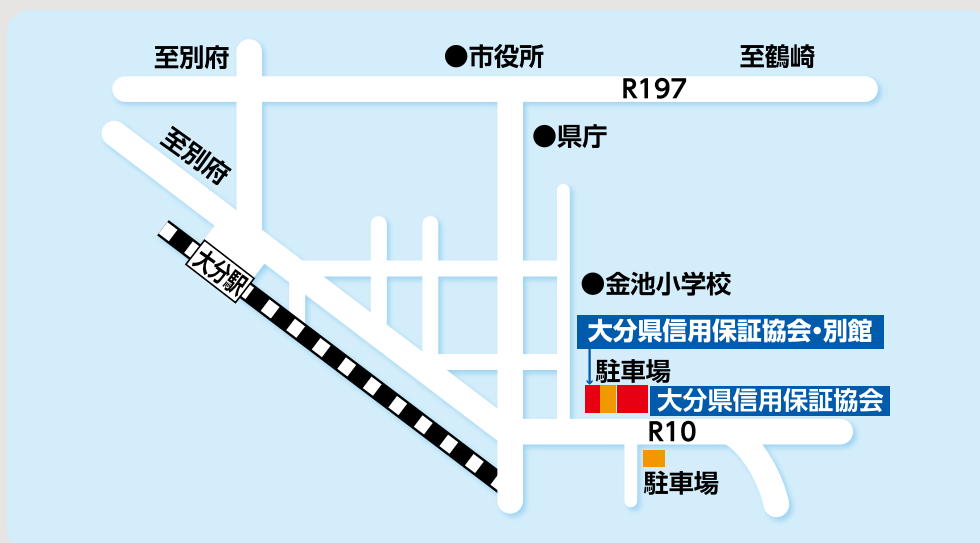 至別府
●市役所
至鶴崎
R197
●県庁
至別府
大分駅
●金池小学校
大分県信用保証協会・別館
駐車場
大分県信用保証協会
R10
駐車場